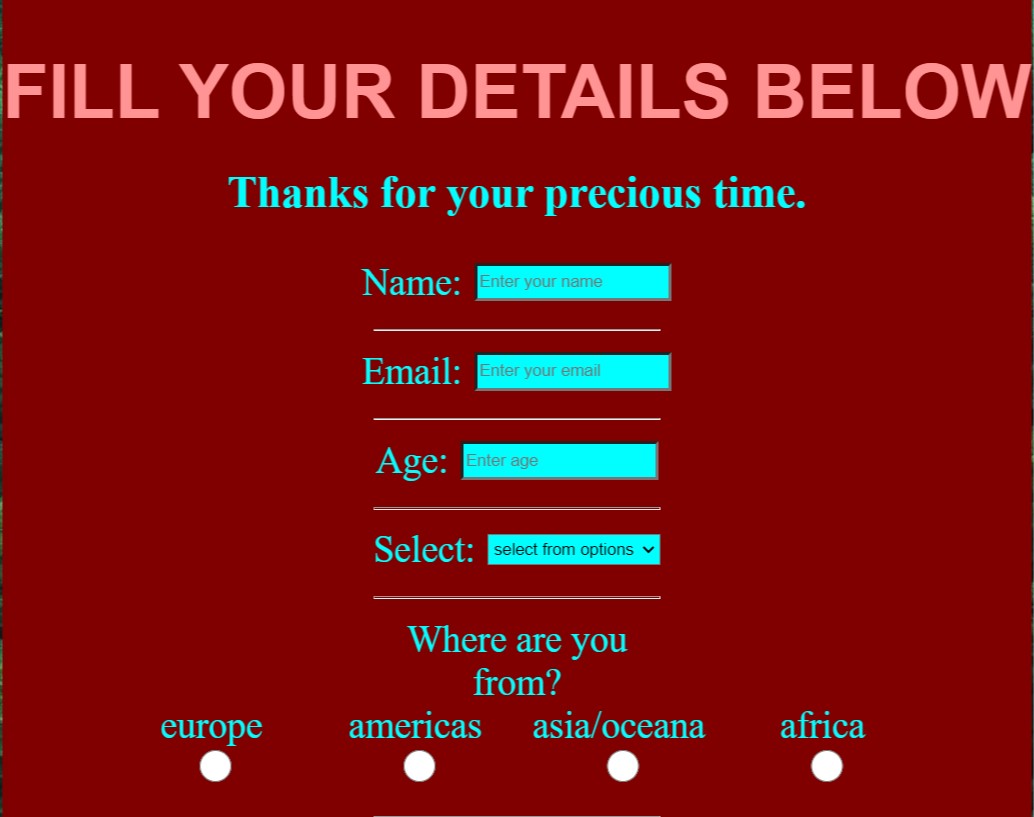 FILL YOUR DETAILS BELOW
Thanks for your precious time.
Name: Enter your name
Email: Enter your email
Age: Enter age
Select: select from options
Where are you
from?
europe americas asia/oceana africa